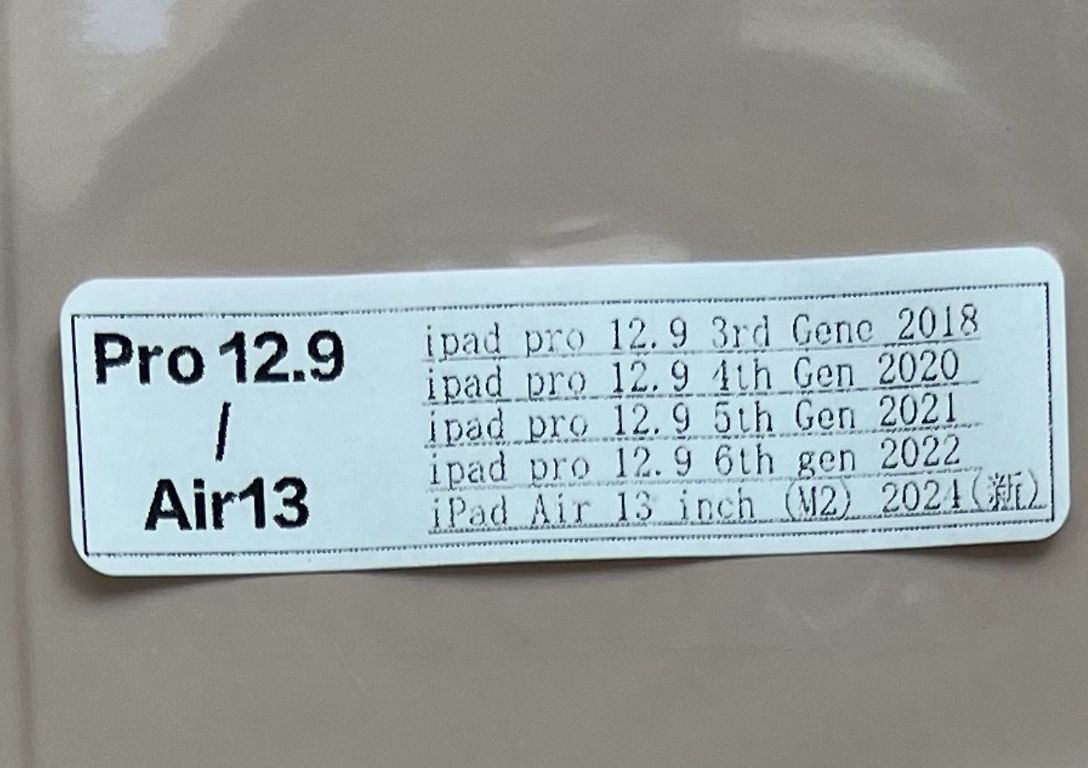 Pro 12.9
/
Air13
ipad pro 12.9 3rd Gene 2018
ipad pro 12.9 4th Gen 2020
ipad pro 12.9 5th Gen 2021
ipad pro 12.9 6th gen 2022
iPad Air 13 inch (M2) 2024(新)